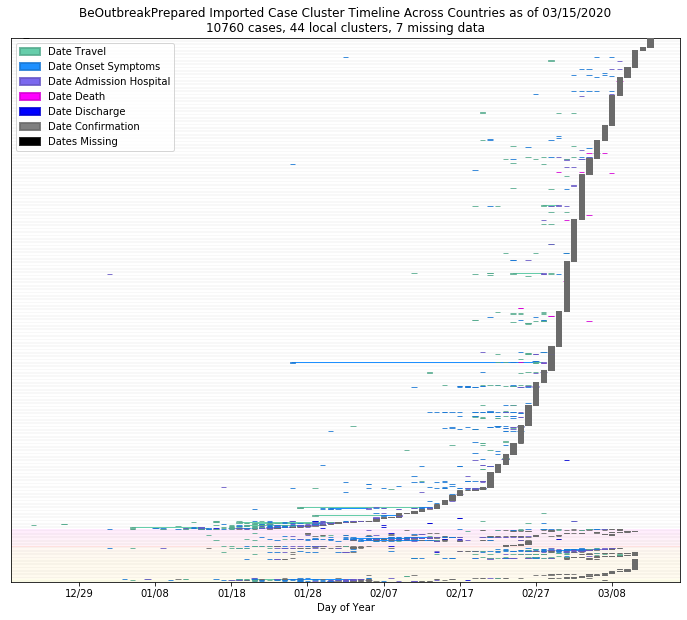 BeOutbreakPrepared Imported Case Cluster Timeline Across Countries as of 03/15/2020
10760 cases, 44 local clusters, 7 missing data
Date Travel
Date Onset Symptoms
Date Admission Hospital
Date Death
Date Discharge
Date Confirmation
Dates Missing
12/29 01/08 01/18 01/28 02/07 02/17 02/27 03/08
Day of Year